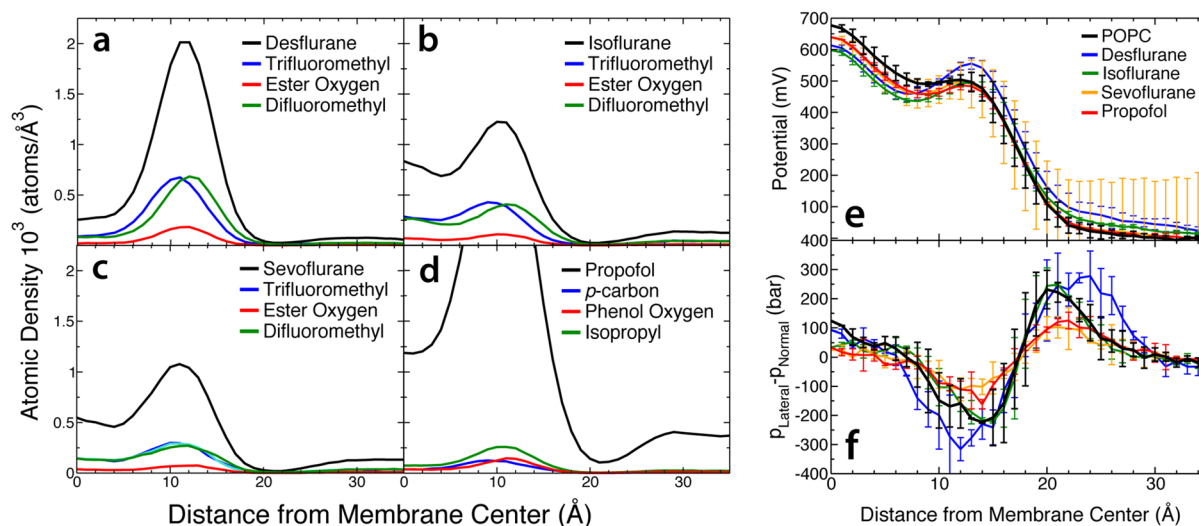 a
Desflurane
Trifluoromethyl
Ester Oxygen
Difluoromethyl
b
Isoflurane
Trifluoromethyl
Ester Oxygen
Difluoromethyl
c
Sevoflurane
Trifluoromethyl
Ester Oxygen
Difluoromethyl
d
Propofol
p-carbon
Phenol Oxygen
Isopropyl
2
1.5
1
0.5
0
2
1.5
1
0.5
0
0 10 20 30
0 10 20 30
Atomic Density 10³ (atoms/Å³)
Distance from Membrane Center (Å)
700
600
500
400
300
200
100
0
Potential (mV)
POPC
Desflurane
Isoflurane
Sevoflurane
Propofol
e
400
300
200
100
0
-100
-200
-300
-400
pLateral-pNormal (bar)
f
0 10 20 30
Distance from Membrane Center (Å)